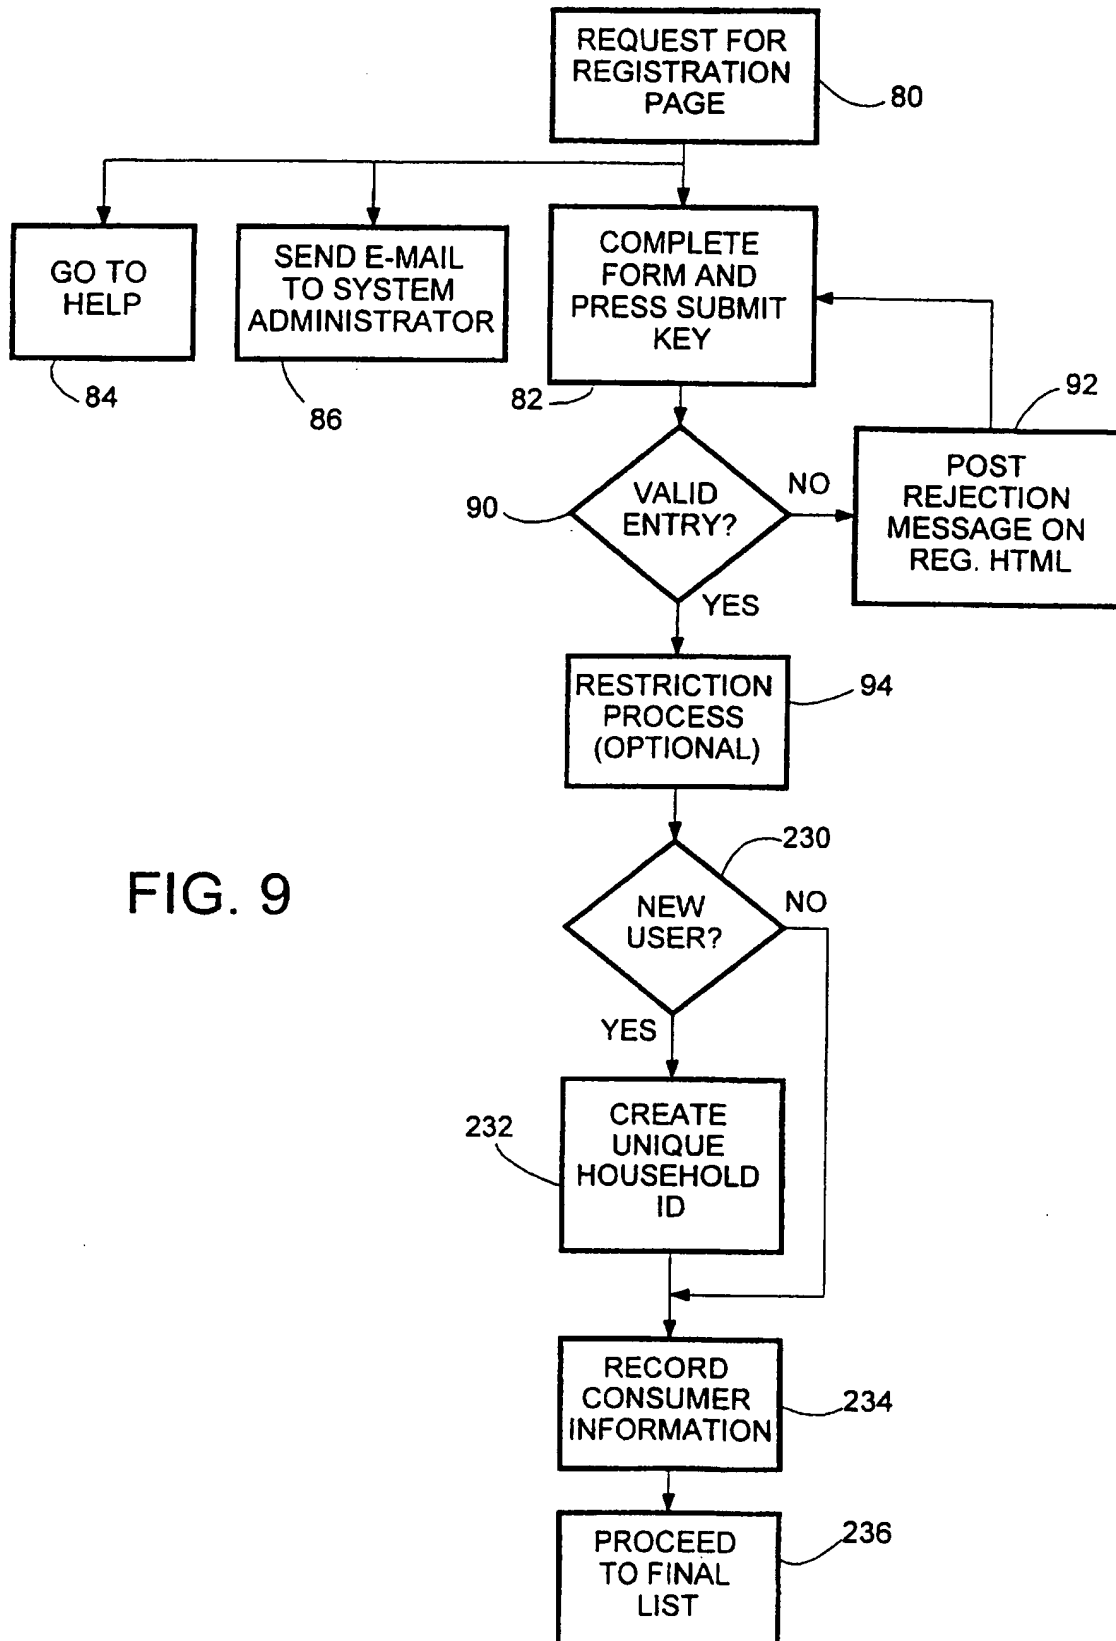 REQUEST FOR
REGISTRATION
PAGE
80
GO TO
HELP
84
SEND E-MAIL
TO SYSTEM
ADMINISTRATOR
86
COMPLETE
FORM AND
PRESS SUBMIT
KEY
82
92
POST
REJECTION
MESSAGE ON
REG. HTML
90
VALID
ENTRY?
NO
YES
RESTRICTION
PROCESS
(OPTIONAL)
94
FIG. 9
230
NEW
USER?
NO
YES
232
CREATE
UNIQUE
HOUSEHOLD
ID
RECORD
CONSUMER
INFORMATION
234
PROCEED
TO FINAL
LIST
236